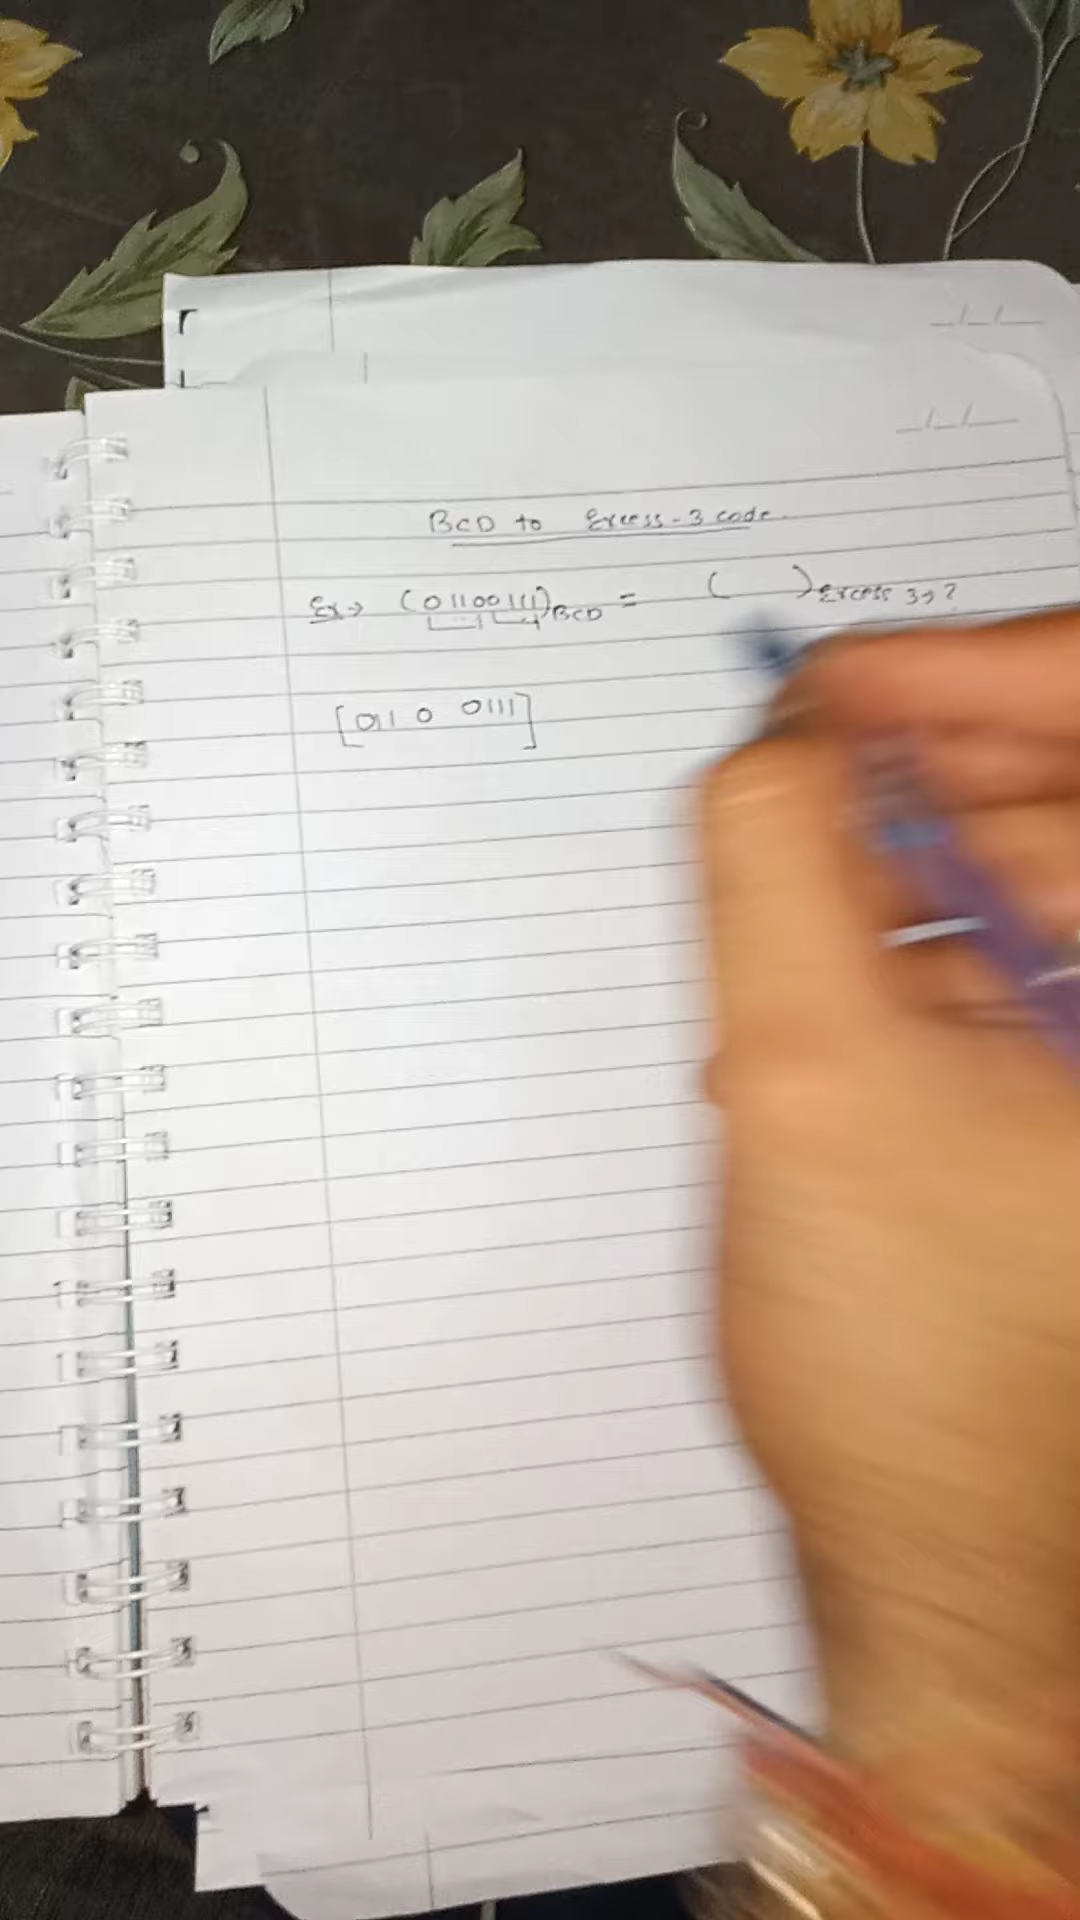 BCD to Excess-3 code.
Ex→ (01100111)BCD = ( )Excess 3,?
[0110 0111]